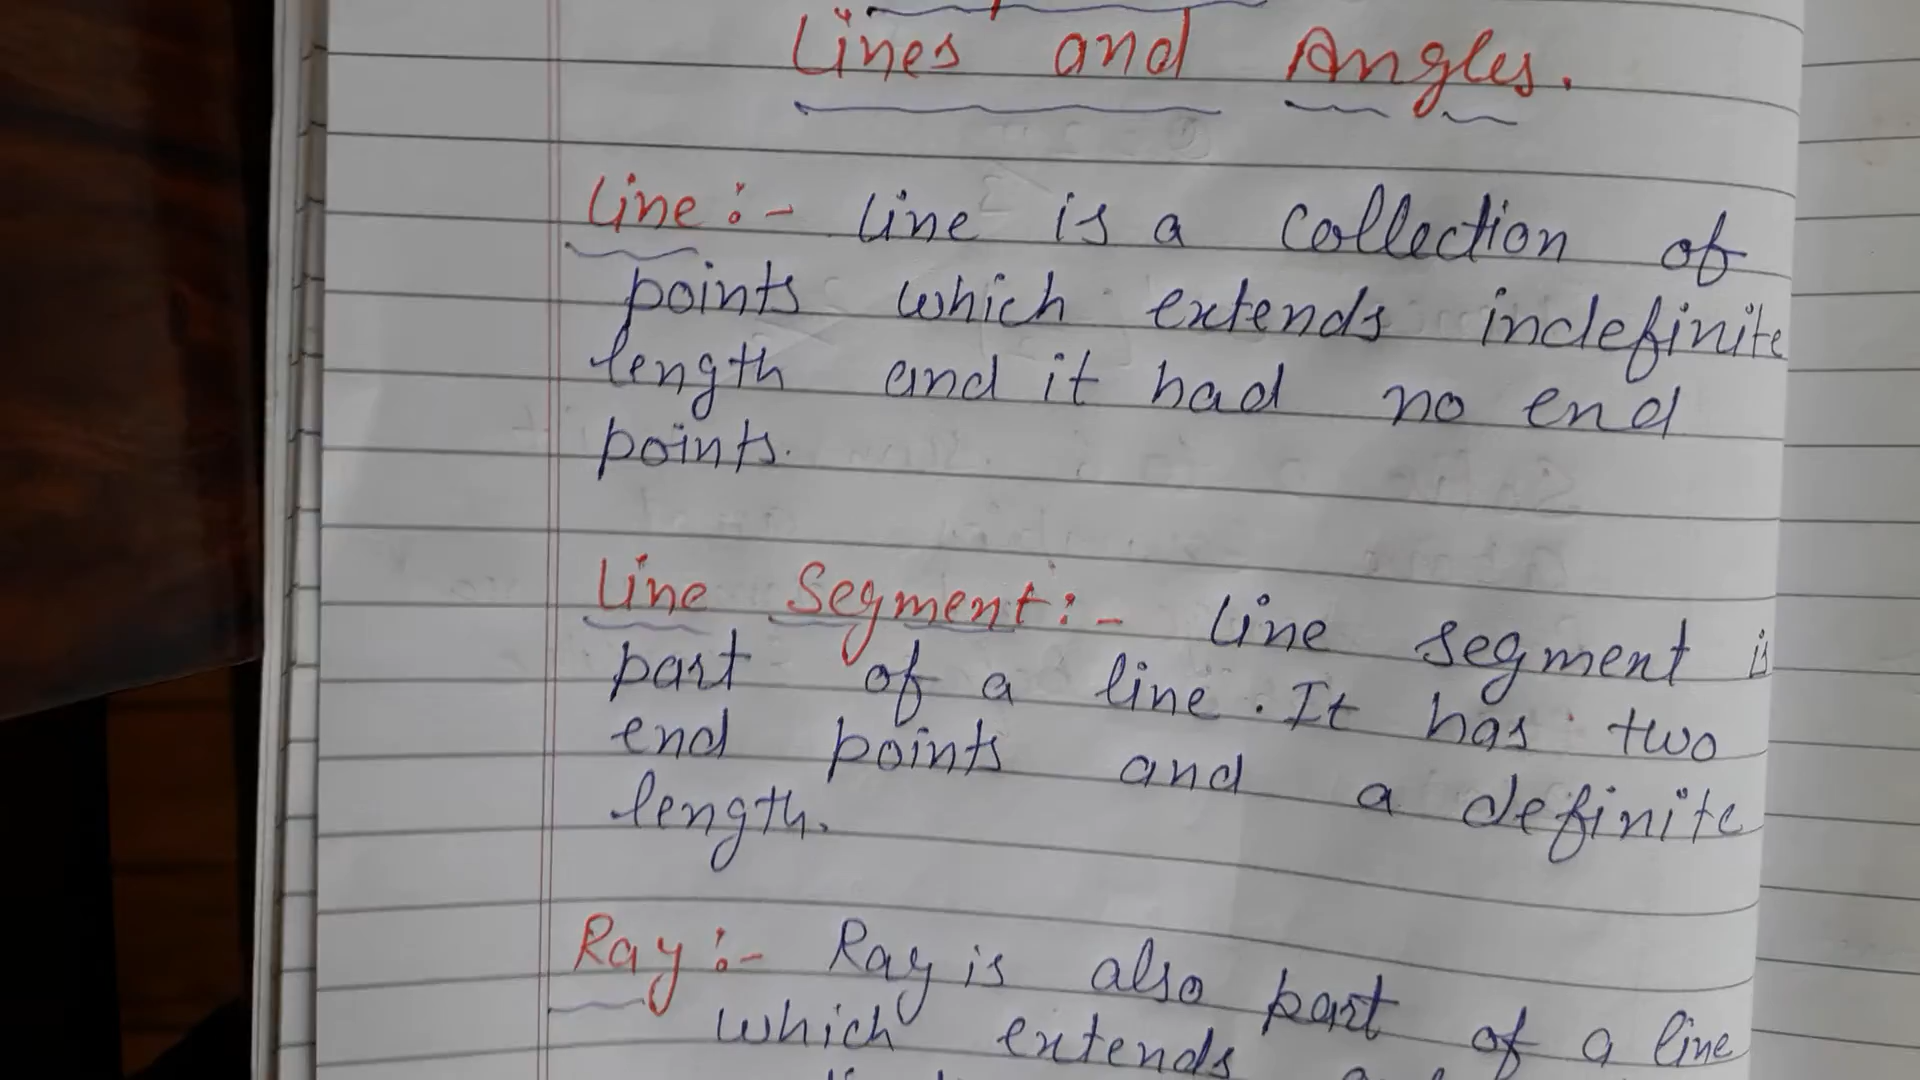 Lines and Angles.
Line :- Line is a collection of
points which extends indefinite
length and it had no end
points.
Line Segment :- Line segment is
part of a line. It has two
end points and a definite
length.
Ray :- Ray is also part of a line
which extends